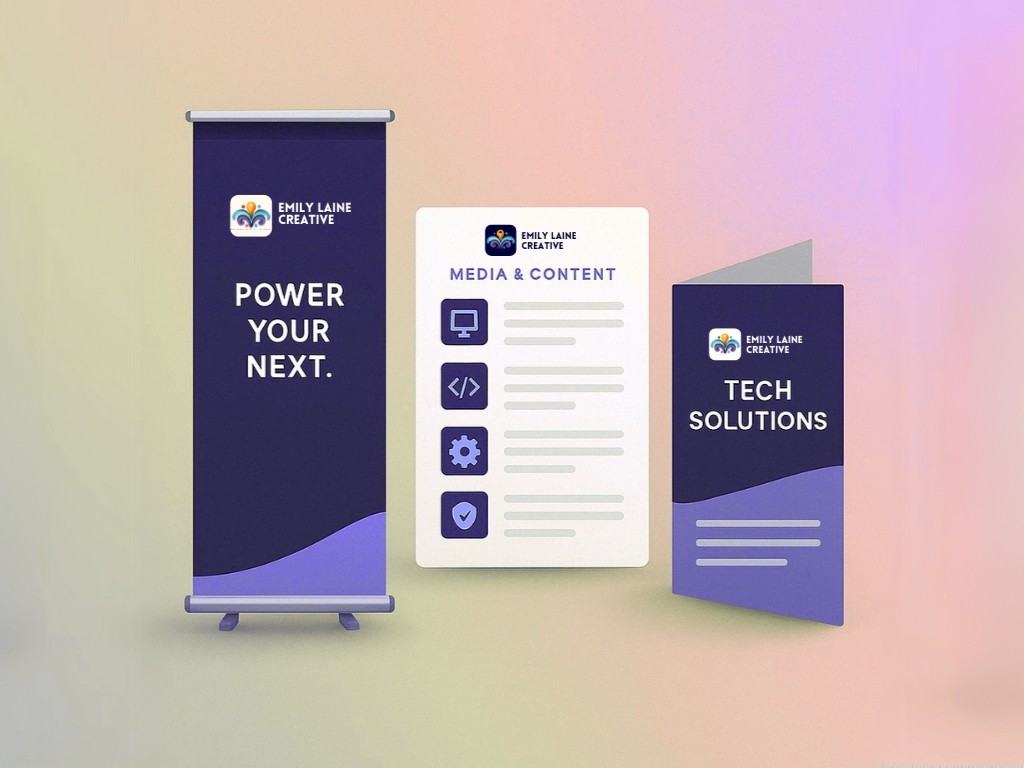 EMILY LAINE
CREATIVE
POWER
YOUR
NEXT.
EMILY LAINE
CREATIVE
MEDIA & CONTENT
</>
EMILY LAINE
CREATIVE
TECH
SOLUTIONS